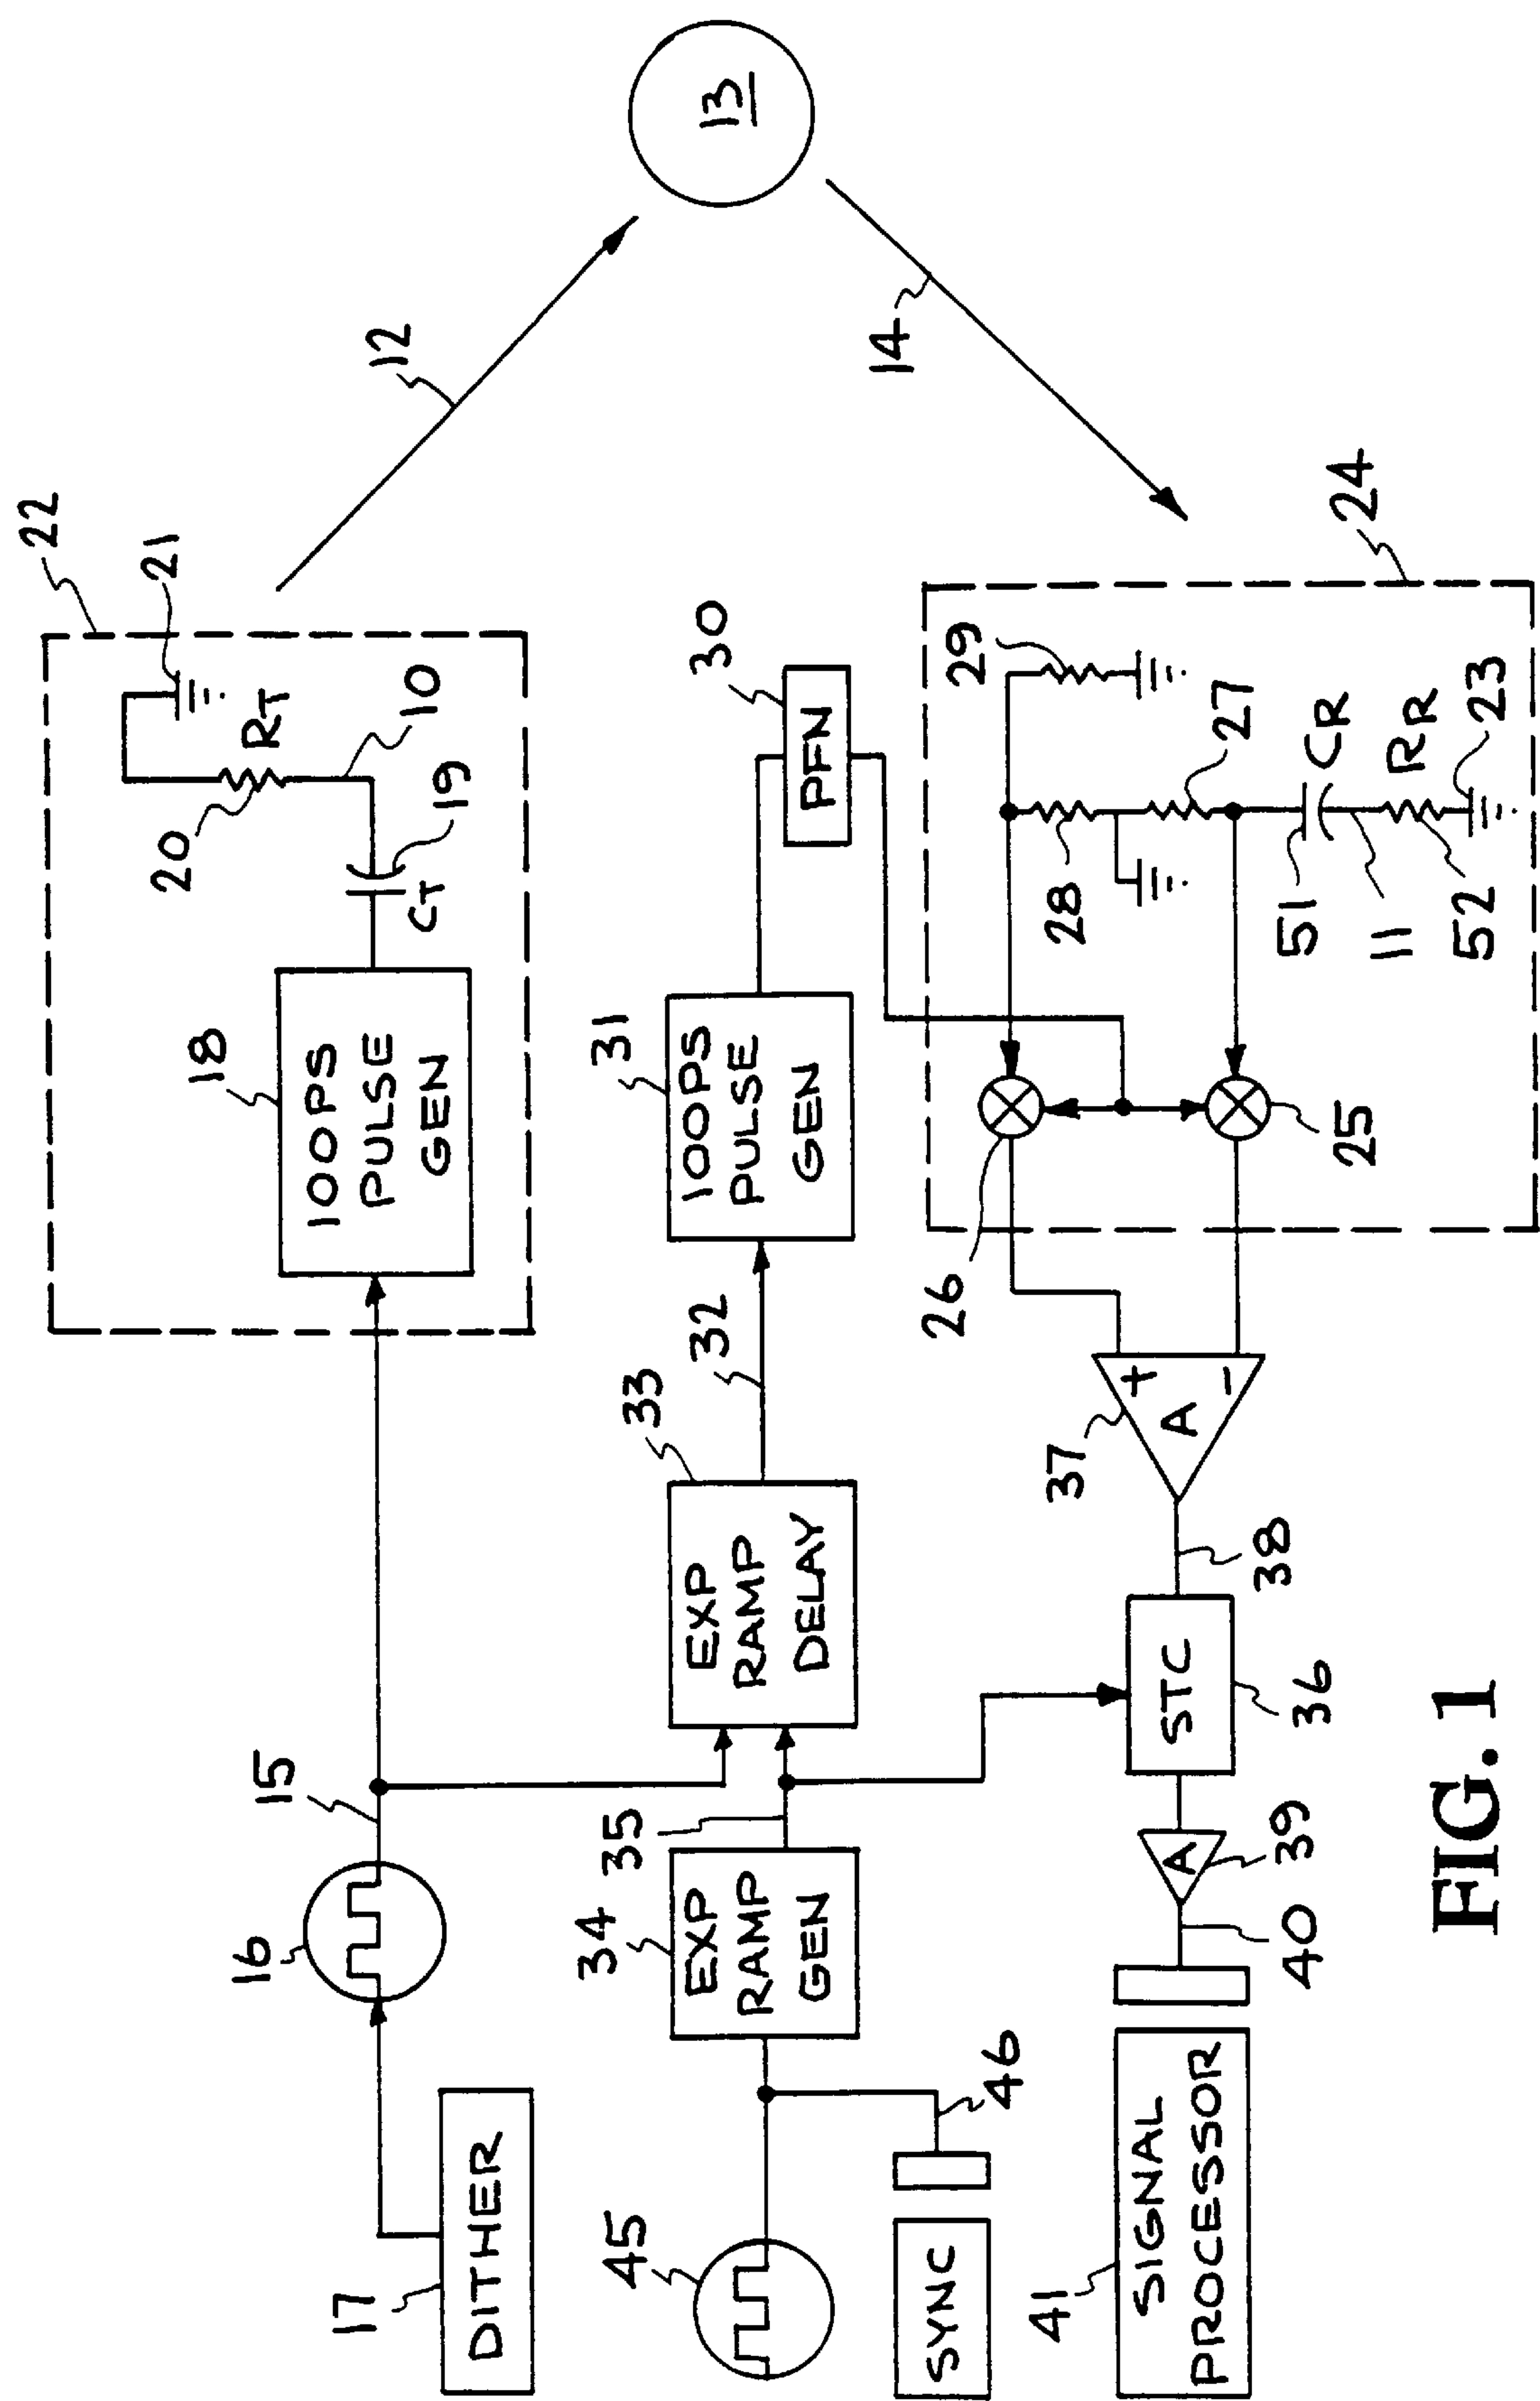 22
21
RT
20
10
19
CT
18
100PS
PULSE
GEN
12
13
14
15
16
17
DITHER
30
PFN
31
100PS
PULSE
GEN
32
33
EXP
RAMP
DELAY
35
34
EXP
RAMP
GEN
45
46
SYNC
24
29
28
27
51
CR
11
RR
52
23
26
25
37
+
A
-
38
STC
36
A
39
40
41
SIGNAL
PROCESSOR
FIG. 1